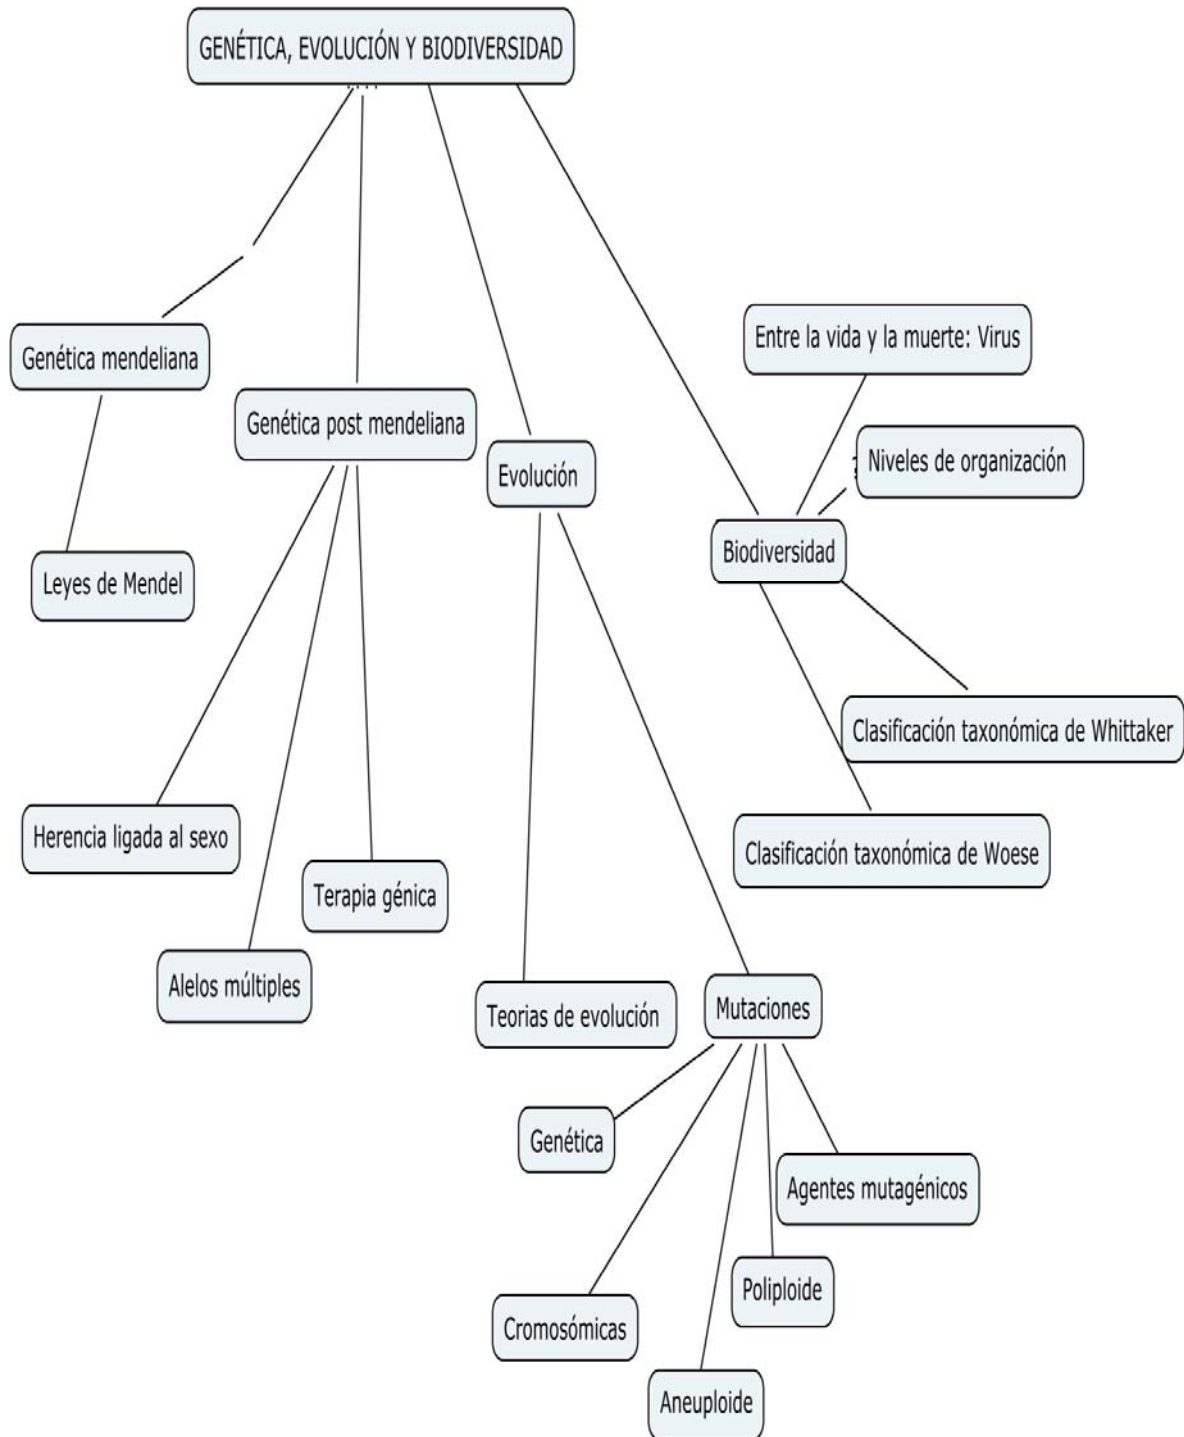 GENÉTICA, EVOLUCIÓN Y BIODIVERSIDAD
Entre la vida y la muerte: Virus
Genética mendeliana
Genética post mendeliana
Niveles de organización
Evolución
Biodiversidad
Leyes de Mendel
Clasificación taxonómica de Whittaker
Herencia ligada al sexo
Clasificación taxonómica de Woese
Terapia génica
Alelos múltiples
Teorias de evolución
Mutaciones
Genética
Agentes mutagénicos
Poliploide
Cromosómicas
Aneuploide